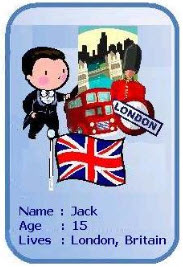 LONDON
Name : Jack
Age : 15
Lives : London, Britain